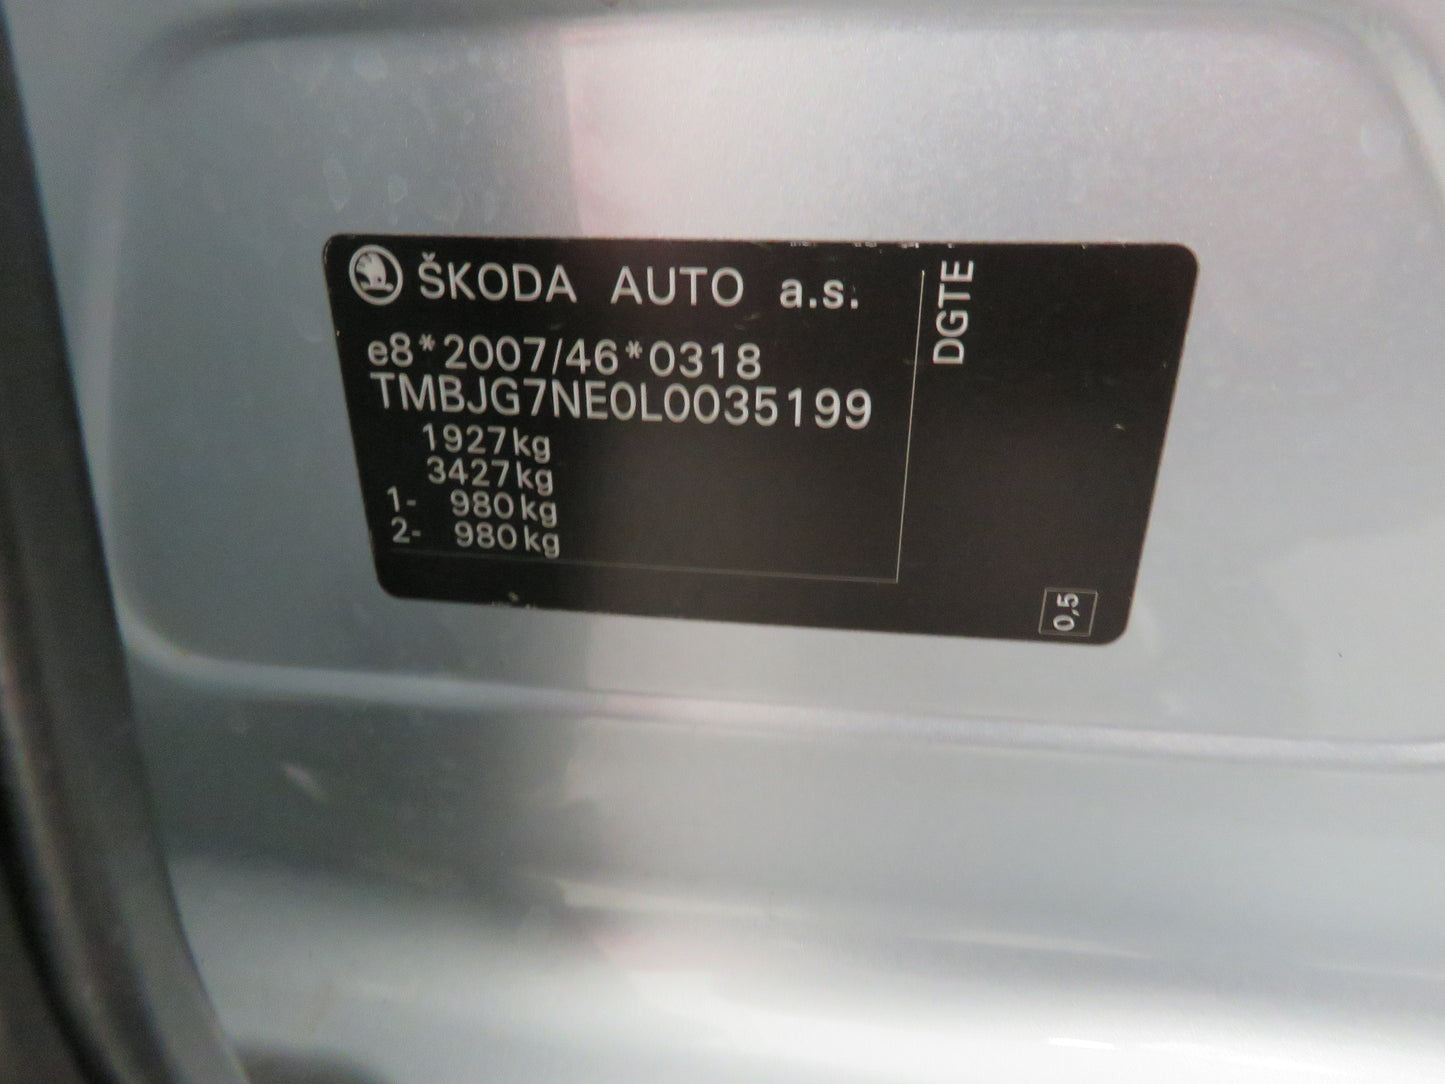 ŠKODA AUTO a.s.
e8*2007/46*0318
TMBJG7NE0L0035199
1927kg
3427kg
1- 980kg
2- 980kg
DGTE
0,5